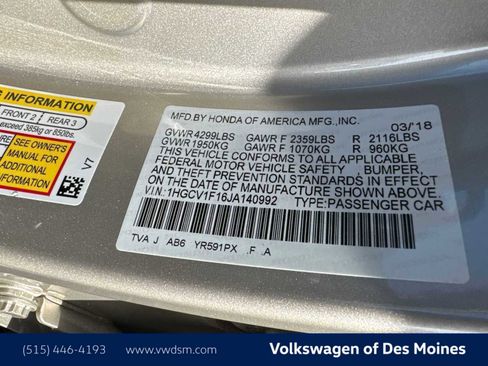 G INFORMATION
FRONT 2 REAR 3
exceed 385kg or 850lbs.
SEE OWNER'S
MANUAL FOR
ADDITIONAL
INFORMATION
V7
MFD.BY HONDA OF AMERICA MFG.,INC. 03/'18
GVWR 4299LBS GAWR F 2359LBS R 2116LBS
GVWR 1950KG GAWR F 1070KG R 960KG
THIS VEHICLE CONFORMS TO ALL APPLICABLE
FEDERAL MOTOR VEHICLE SAFETY, BUMPER,
AND THEFT PREVENTION STANDARDS IN EFFECT
ON THE DATE OF MANUFACTURE SHOWN ABOVE.
V.I.N:1HGCV1F16JA140992 TYPE:PASSENGER CAR
TVA J AB6 YR591PX .F .A
(515) 446-4193 www.vwdsm.com Volkswagen of Des Moines